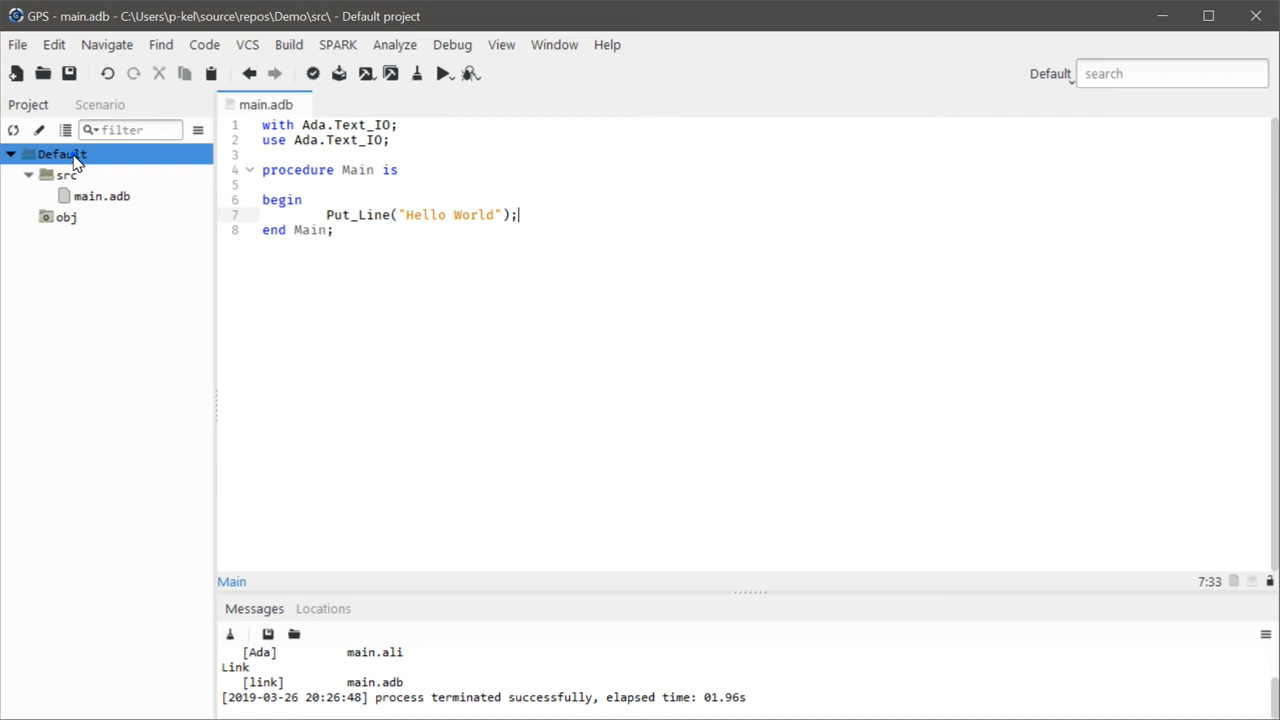 GPS - main.adb - C:\Users\p-kel\source\repos\Demo\src\ - Default project
File Edit Navigate Find Code VCS Build SPARK Analyze Debug View Window Help
Default search
Project Scenario
filter
Default
src
main.adb
obj
main.adb
1 with Ada.Text_IO;
2 use Ada.Text_IO;
3
4 procedure Main is
5
6 begin
7 Put_Line("Hello World");
8 end Main;
Main 7:33
Messages Locations
[Ada] main.ali
Link
[link] main.adb
[2019-03-26 20:26:48] process terminated successfully, elapsed time: 01.96s